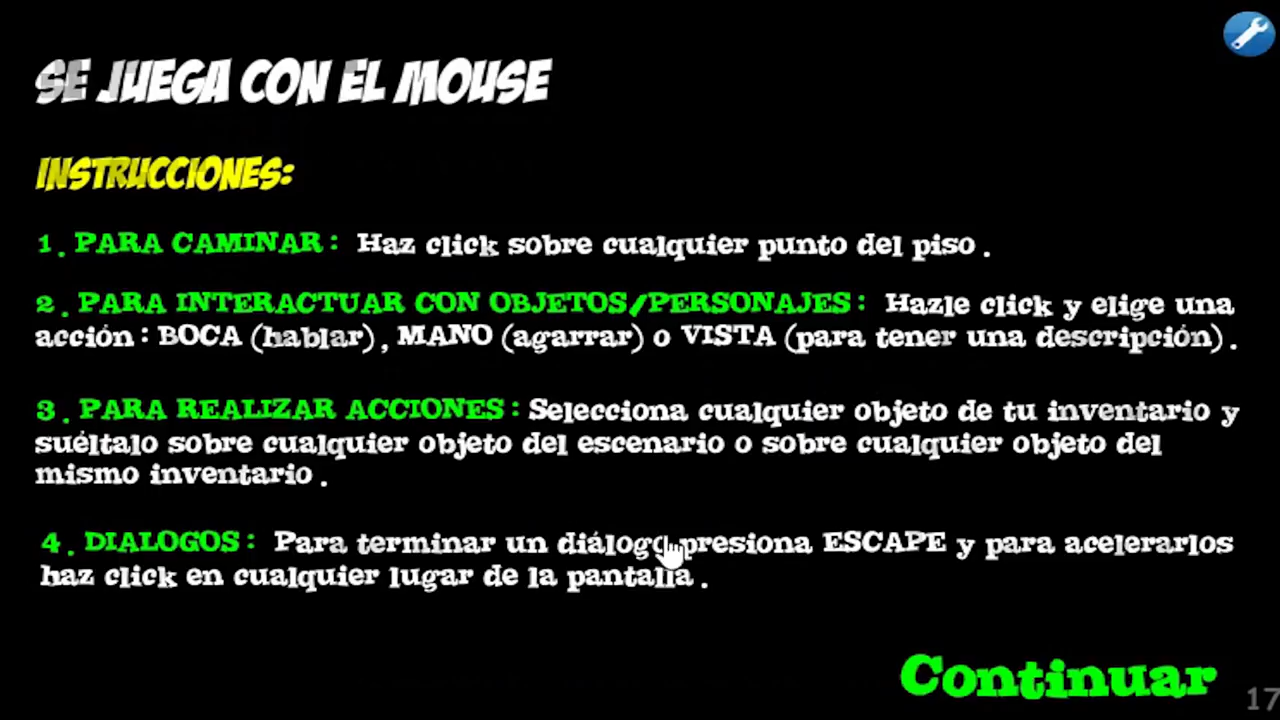 SE JUEGA CON EL MOUSE
INSTRUCCIONES:
1. PARA CAMINAR: Haz click sobre cualquier punto del piso.
2. PARA INTERACTUAR CON OBJETOS/PERSONAJES: Hazle click y elige una
acción: BOCA (hablar), MANO (agarrar) o VISTA (para tener una descripción).
3. PARA REALIZAR ACCIONES: Selecciona cualquier objeto de tu inventario y
suéltalo sobre cualquier objeto del escenario o sobre cualquier objeto del
mismo inventario.
4. DIALOGOS: Para terminar un diálogo presiona ESCAPE y para acelerarlos
haz click en cualquier lugar de la pantalla.
Continuar
17